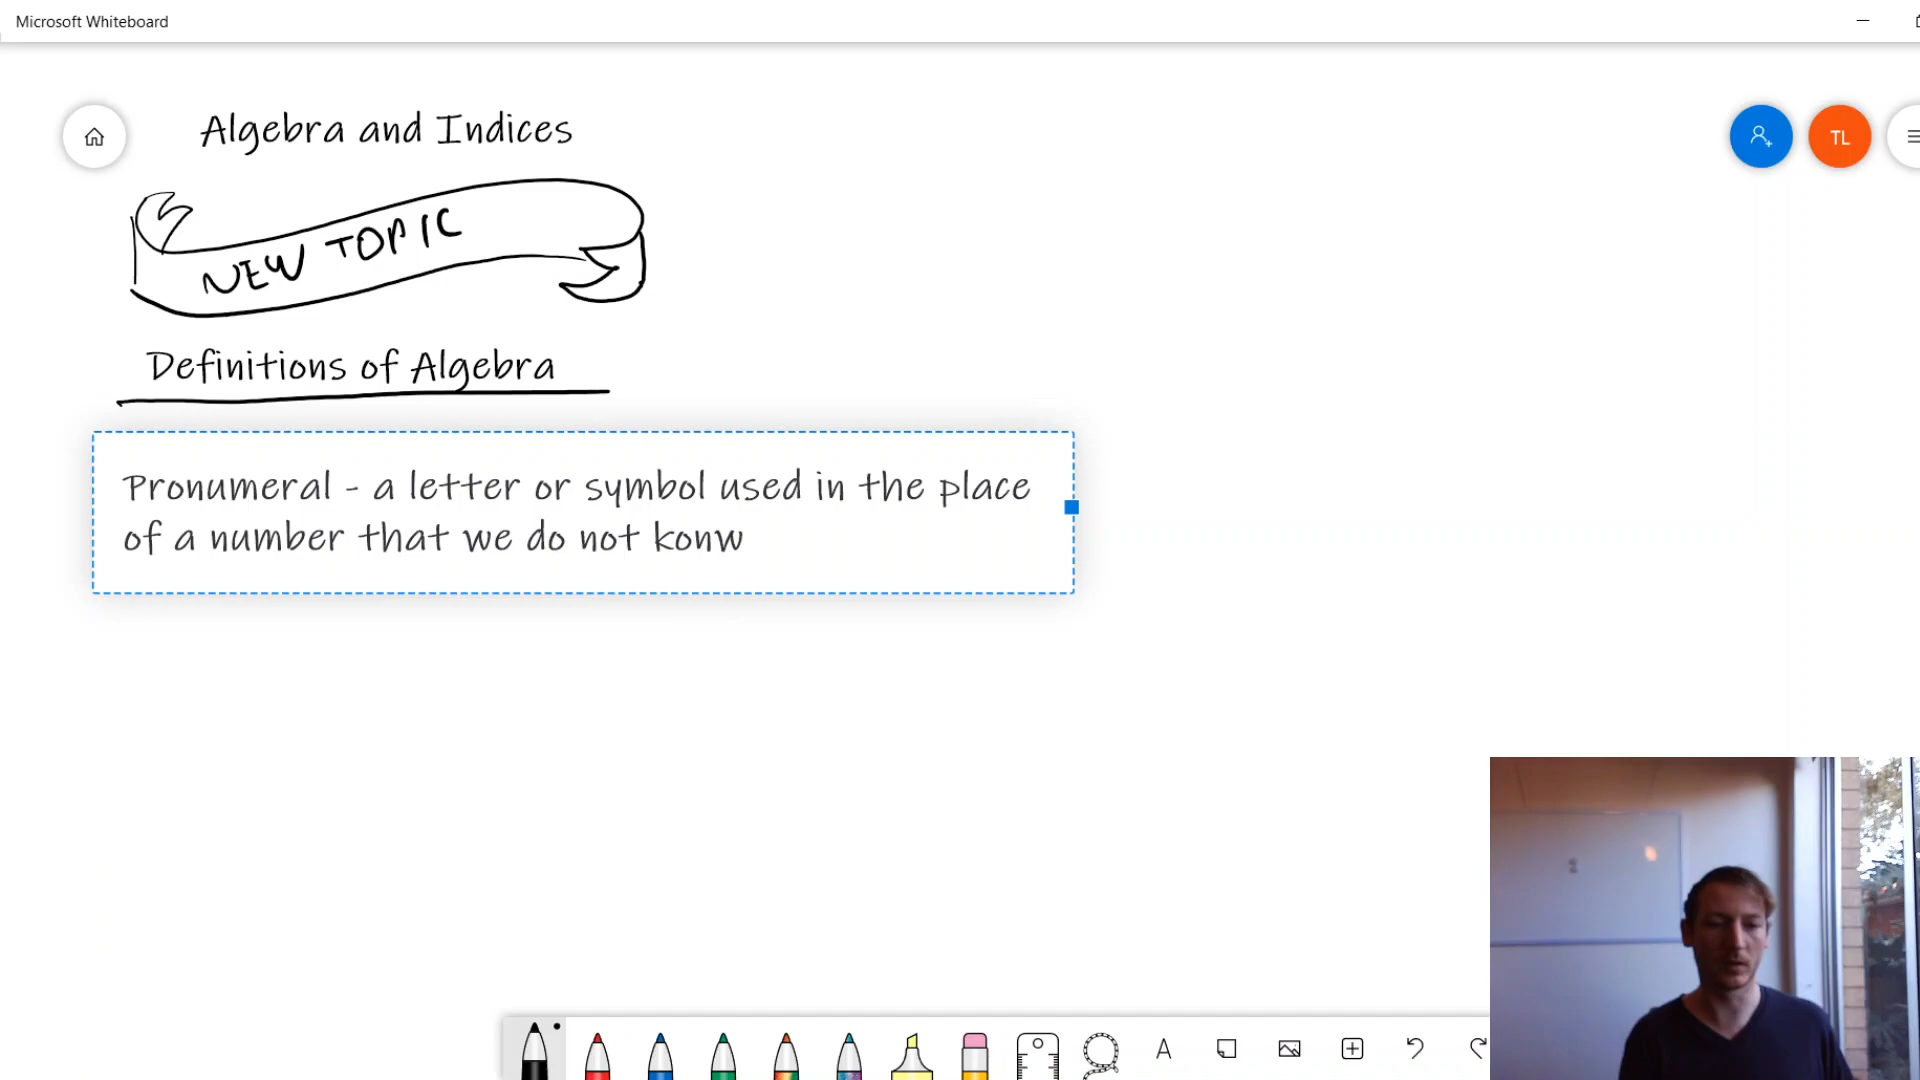 Microsoft Whiteboard
Algebra and Indices
TL
NEW TOPIC
Definitions of Algebra
Pronumeral - a letter or symbol used in the place
of a number that we do not konw
A